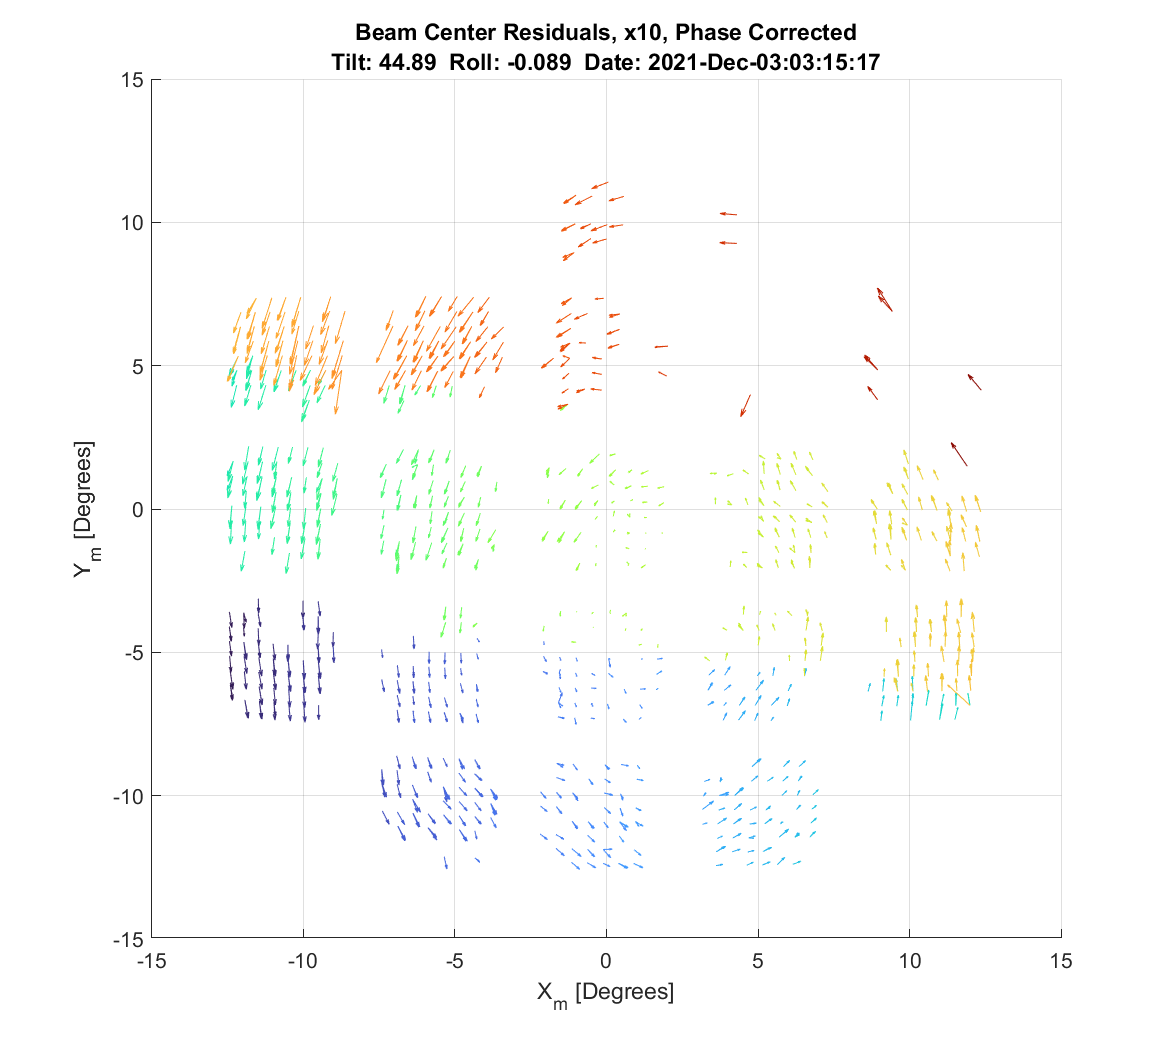 Beam Center Residuals, x10, Phase Corrected
Tilt: 44.89  Roll: -0.089  Date: 2021-Dec-03:03:15:17
15
10
5
0
-5
-10
-15
Y_m [Degrees]
-15 -10 -5 0 5 10 15
X_m [Degrees]